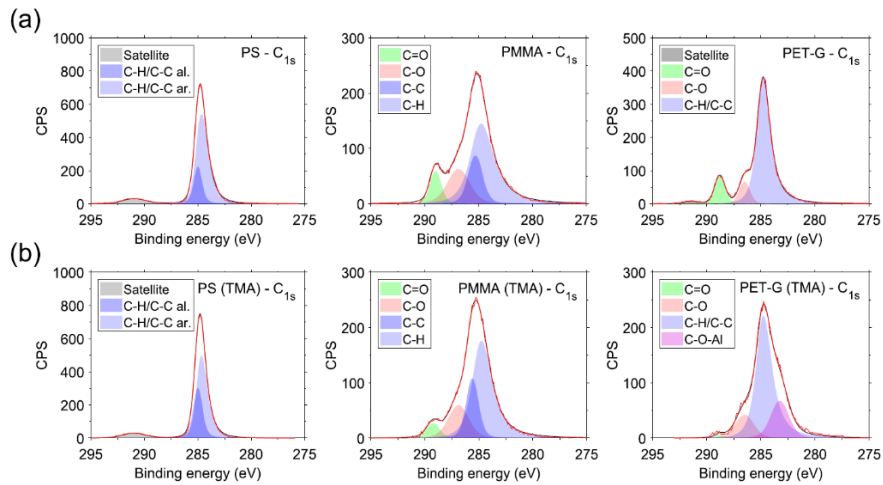 (a)
PS - C1s
Satellite
C-H/C-C al.
C-H/C-C ar.
CPS
1000
800
600
400
200
0
295 290 285 280 275
Binding energy (eV)
PMMA - C1s
C=O
C-O
C-C
C-H
CPS
300
200
100
0
295 290 285 280 275
Binding energy (eV)
PET-G - C1s
Satellite
C=O
C-O
C-H/C-C
CPS
500
400
300
200
100
0
295 290 285 280 275
Binding energy (eV)
(b)
PS (TMA) - C1s
Satellite
C-H/C-C al.
C-H/C-C ar.
CPS
1000
800
600
400
200
0
295 290 285 280 275
Binding energy (eV)
PMMA (TMA) - C1s
C=O
C-O
C-C
C-H
CPS
300
200
100
0
295 290 285 280 275
Binding energy (eV)
PET-G (TMA) - C1s
C=O
C-O
C-H/C-C
C-O-Al
CPS
300
200
100
0
295 290 285 280 275
Binding energy (eV)